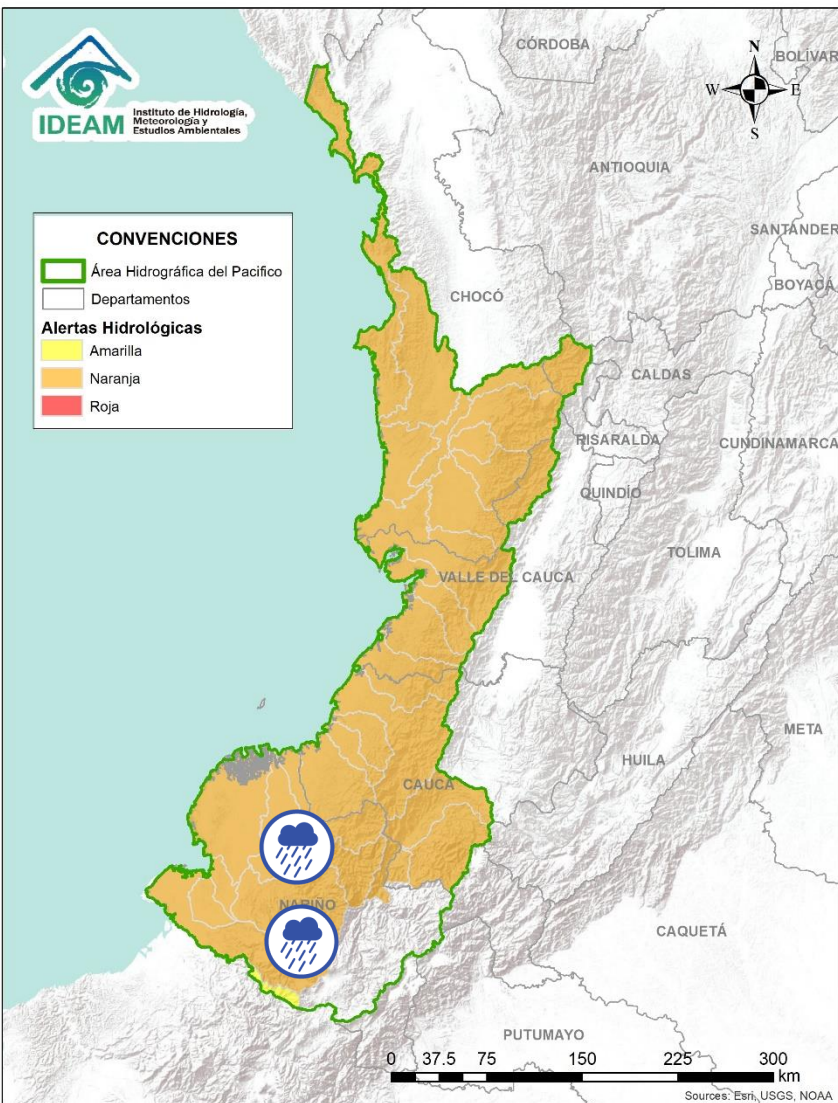 IDEAM
Instituto de Hidrología,
Meteorología y
Estudios Ambientales
CÓRDOBA
BOLÍVAR
N
W E
S
ANTIOQUIA
SANTANDER
BOYACÁ
CONVENCIONES
Área Hidrográfica del Pacifico
Departamentos
Alertas Hidrológicas
Amarilla
Naranja
Roja
CHOCÓ
CALDAS
RISARALDA
CUNDINAMARCA
QUINDÍO
TOLIMA
VALLE DEL CAUCA
META
HUILA
CAUCA
NARIÑO
CAQUETÁ
PUTUMAYO
0 37.5 75 150 225 300
km
Sources: Esri, USGS, NOAA